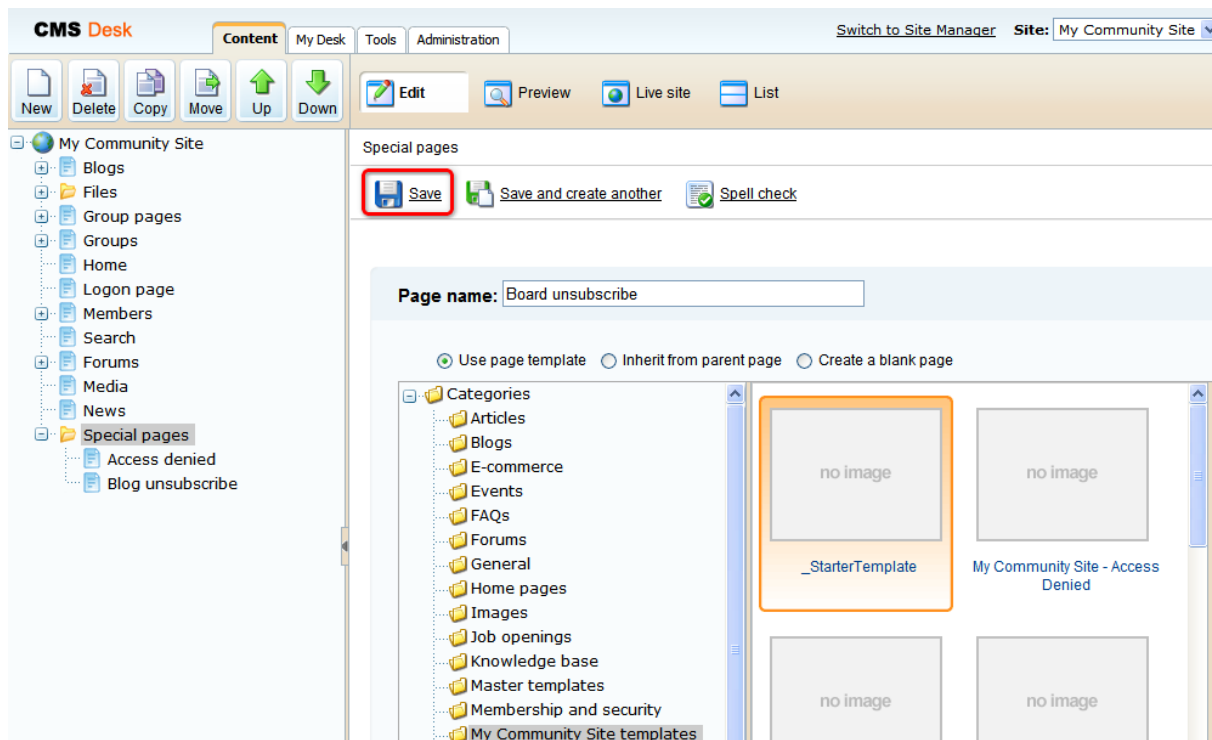 CMS Desk
Content
My Desk
Tools
Administration
Switch to Site Manager
Site: My Community Site
New
Delete
Copy
Move
Up
Down
Edit
Preview
Live site
List
My Community Site
Blogs
Files
Group pages
Groups
Home
Logon page
Members
Search
Forums
Media
News
Special pages
Access denied
Blog unsubscribe
Special pages
Save
Save and create another
Spell check
Page name: Board unsubscribe
Use page template
Inherit from parent page
Create a blank page
Categories
Articles
Blogs
E-commerce
Events
FAQs
Forums
General
Home pages
Images
Job openings
Knowledge base
Master templates
Membership and security
My Community Site templates
no image
_StarterTemplate
no image
My Community Site - Access
Denied
no image
no image